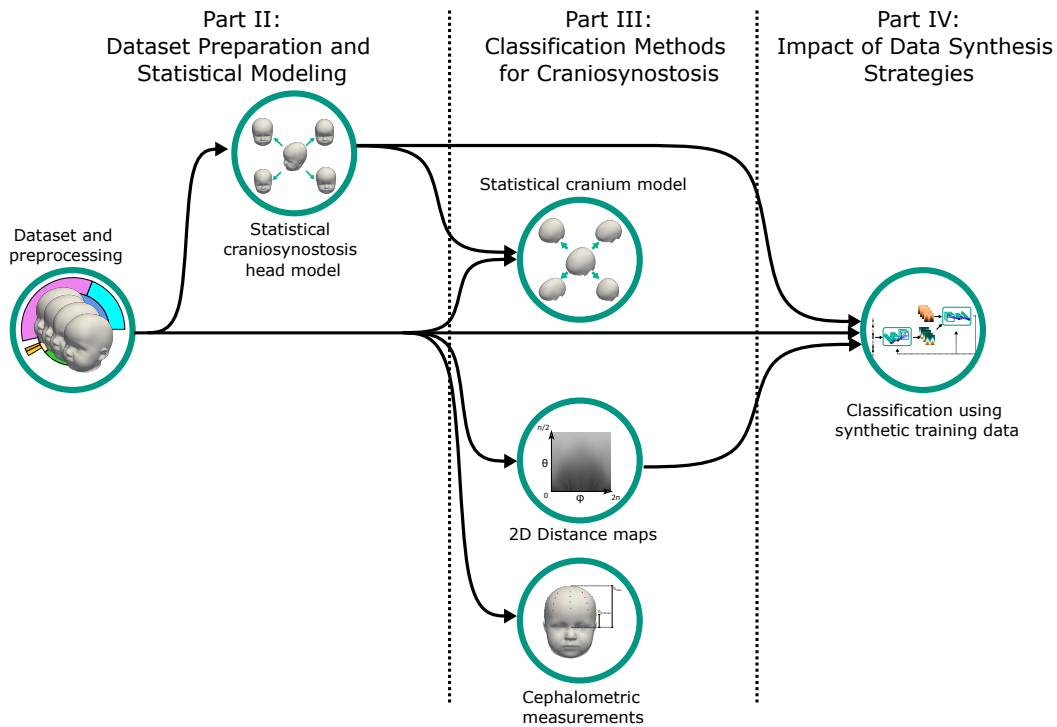 Part II:
Dataset Preparation and
Statistical Modeling
Part III:
Classification Methods
for Craniosynostosis
Part IV:
Impact of Data Synthesis
Strategies
Statistical
craniosynostosis
head model
Dataset and
preprocessing
Statistical cranium model
π/2
θ
0
φ
2π
2D Distance maps
Cephalometric
measurements
Classification using
synthetic training data